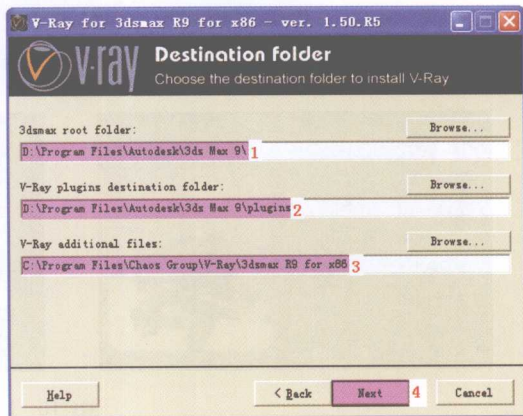 V-Ray for 3dsmax R9 for x86 - ver. 1.50.R5
v·ray
Destination folder
Choose the destination folder to install V-Ray
3dsmax root folder:
Browse...
D:\Program Files\Autodesk\3ds Max 9\ 1
V-Ray plugins destination folder:
Browse...
D:\Program Files\Autodesk\3ds Max 9\plugins 2
V-Ray additional files:
Browse...
C:\Program Files\Chaos Group\V-Ray\3dsmax R9 for x86 3
Help
< Back
Next 4
Cancel